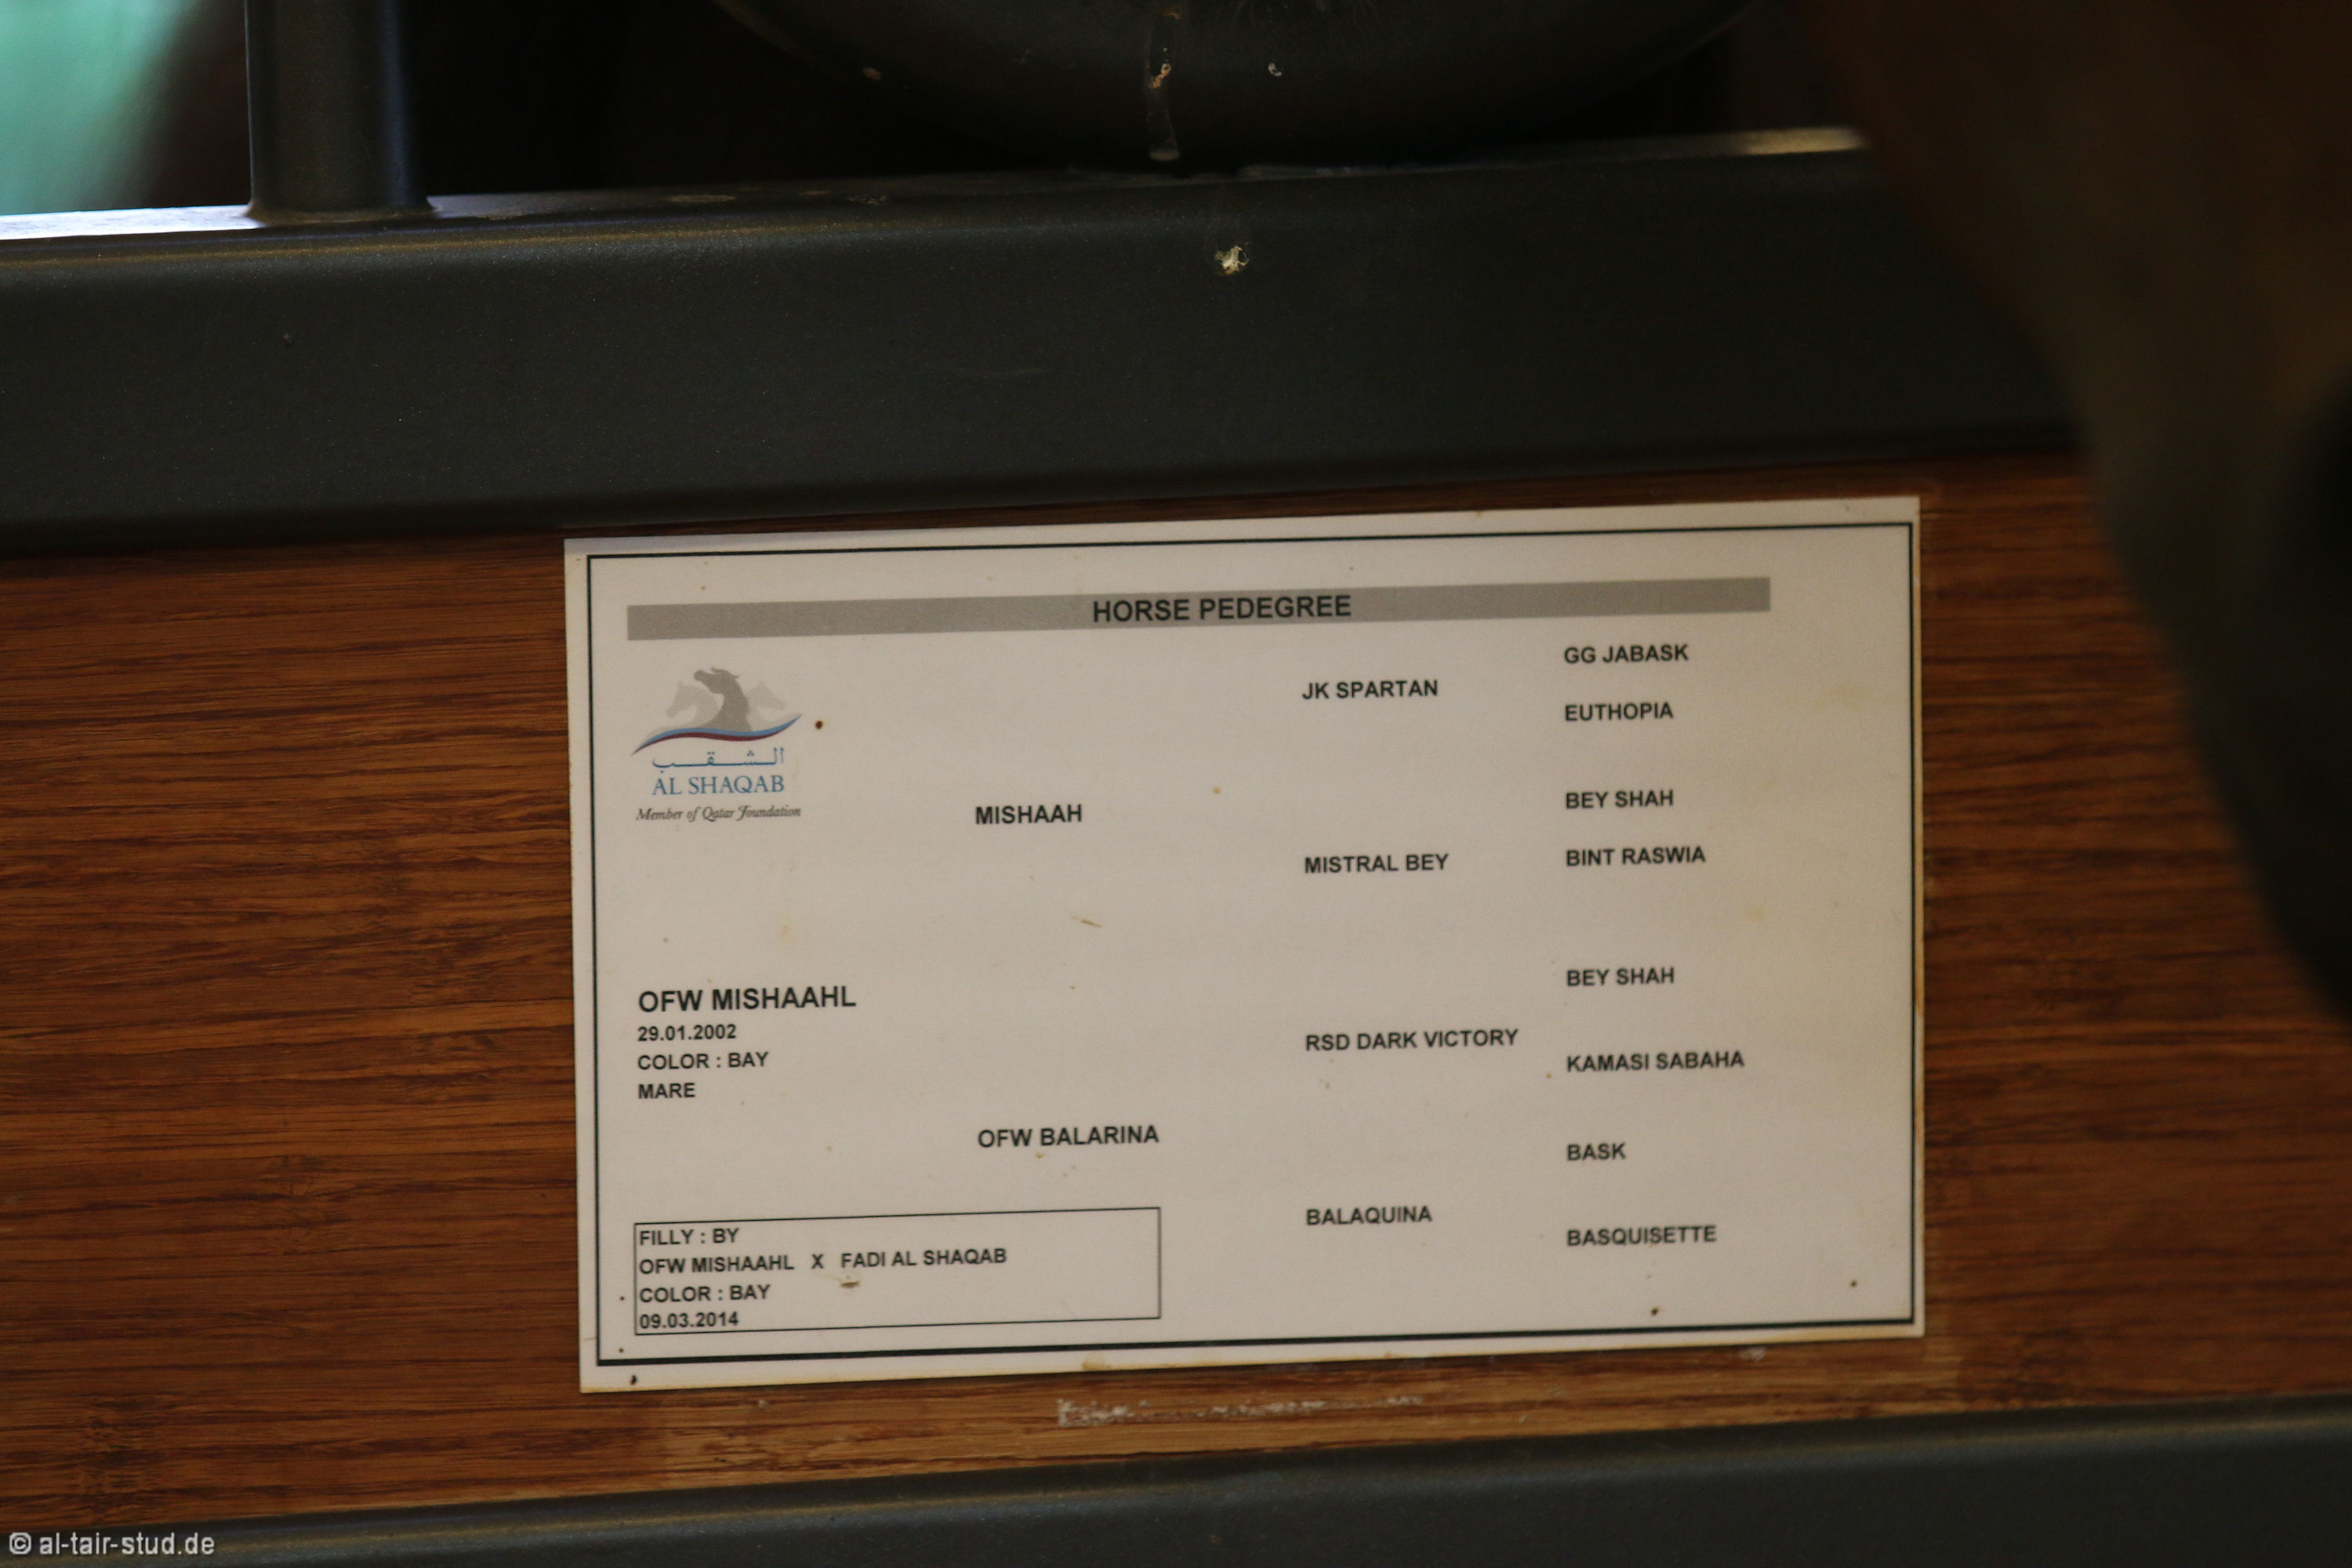 HORSE PEDEGREE
الشقب
AL SHAQAB
Member of Qatar Foundation
GG JABASK
JK SPARTAN
EUTHOPIA
MISHAAH
BEY SHAH
MISTRAL BEY
BINT RASWIA
OFW MISHAAHL
29.01.2002
COLOR : BAY
MARE
BEY SHAH
RSD DARK VICTORY
KAMASI SABAHA
OFW BALARINA
BASK
BALAQUINA
BASQUISETTE
FILLY : BY
OFW MISHAAHL X FADI AL SHAQAB
COLOR : BAY
09.03.2014
© al-tair-stud.de